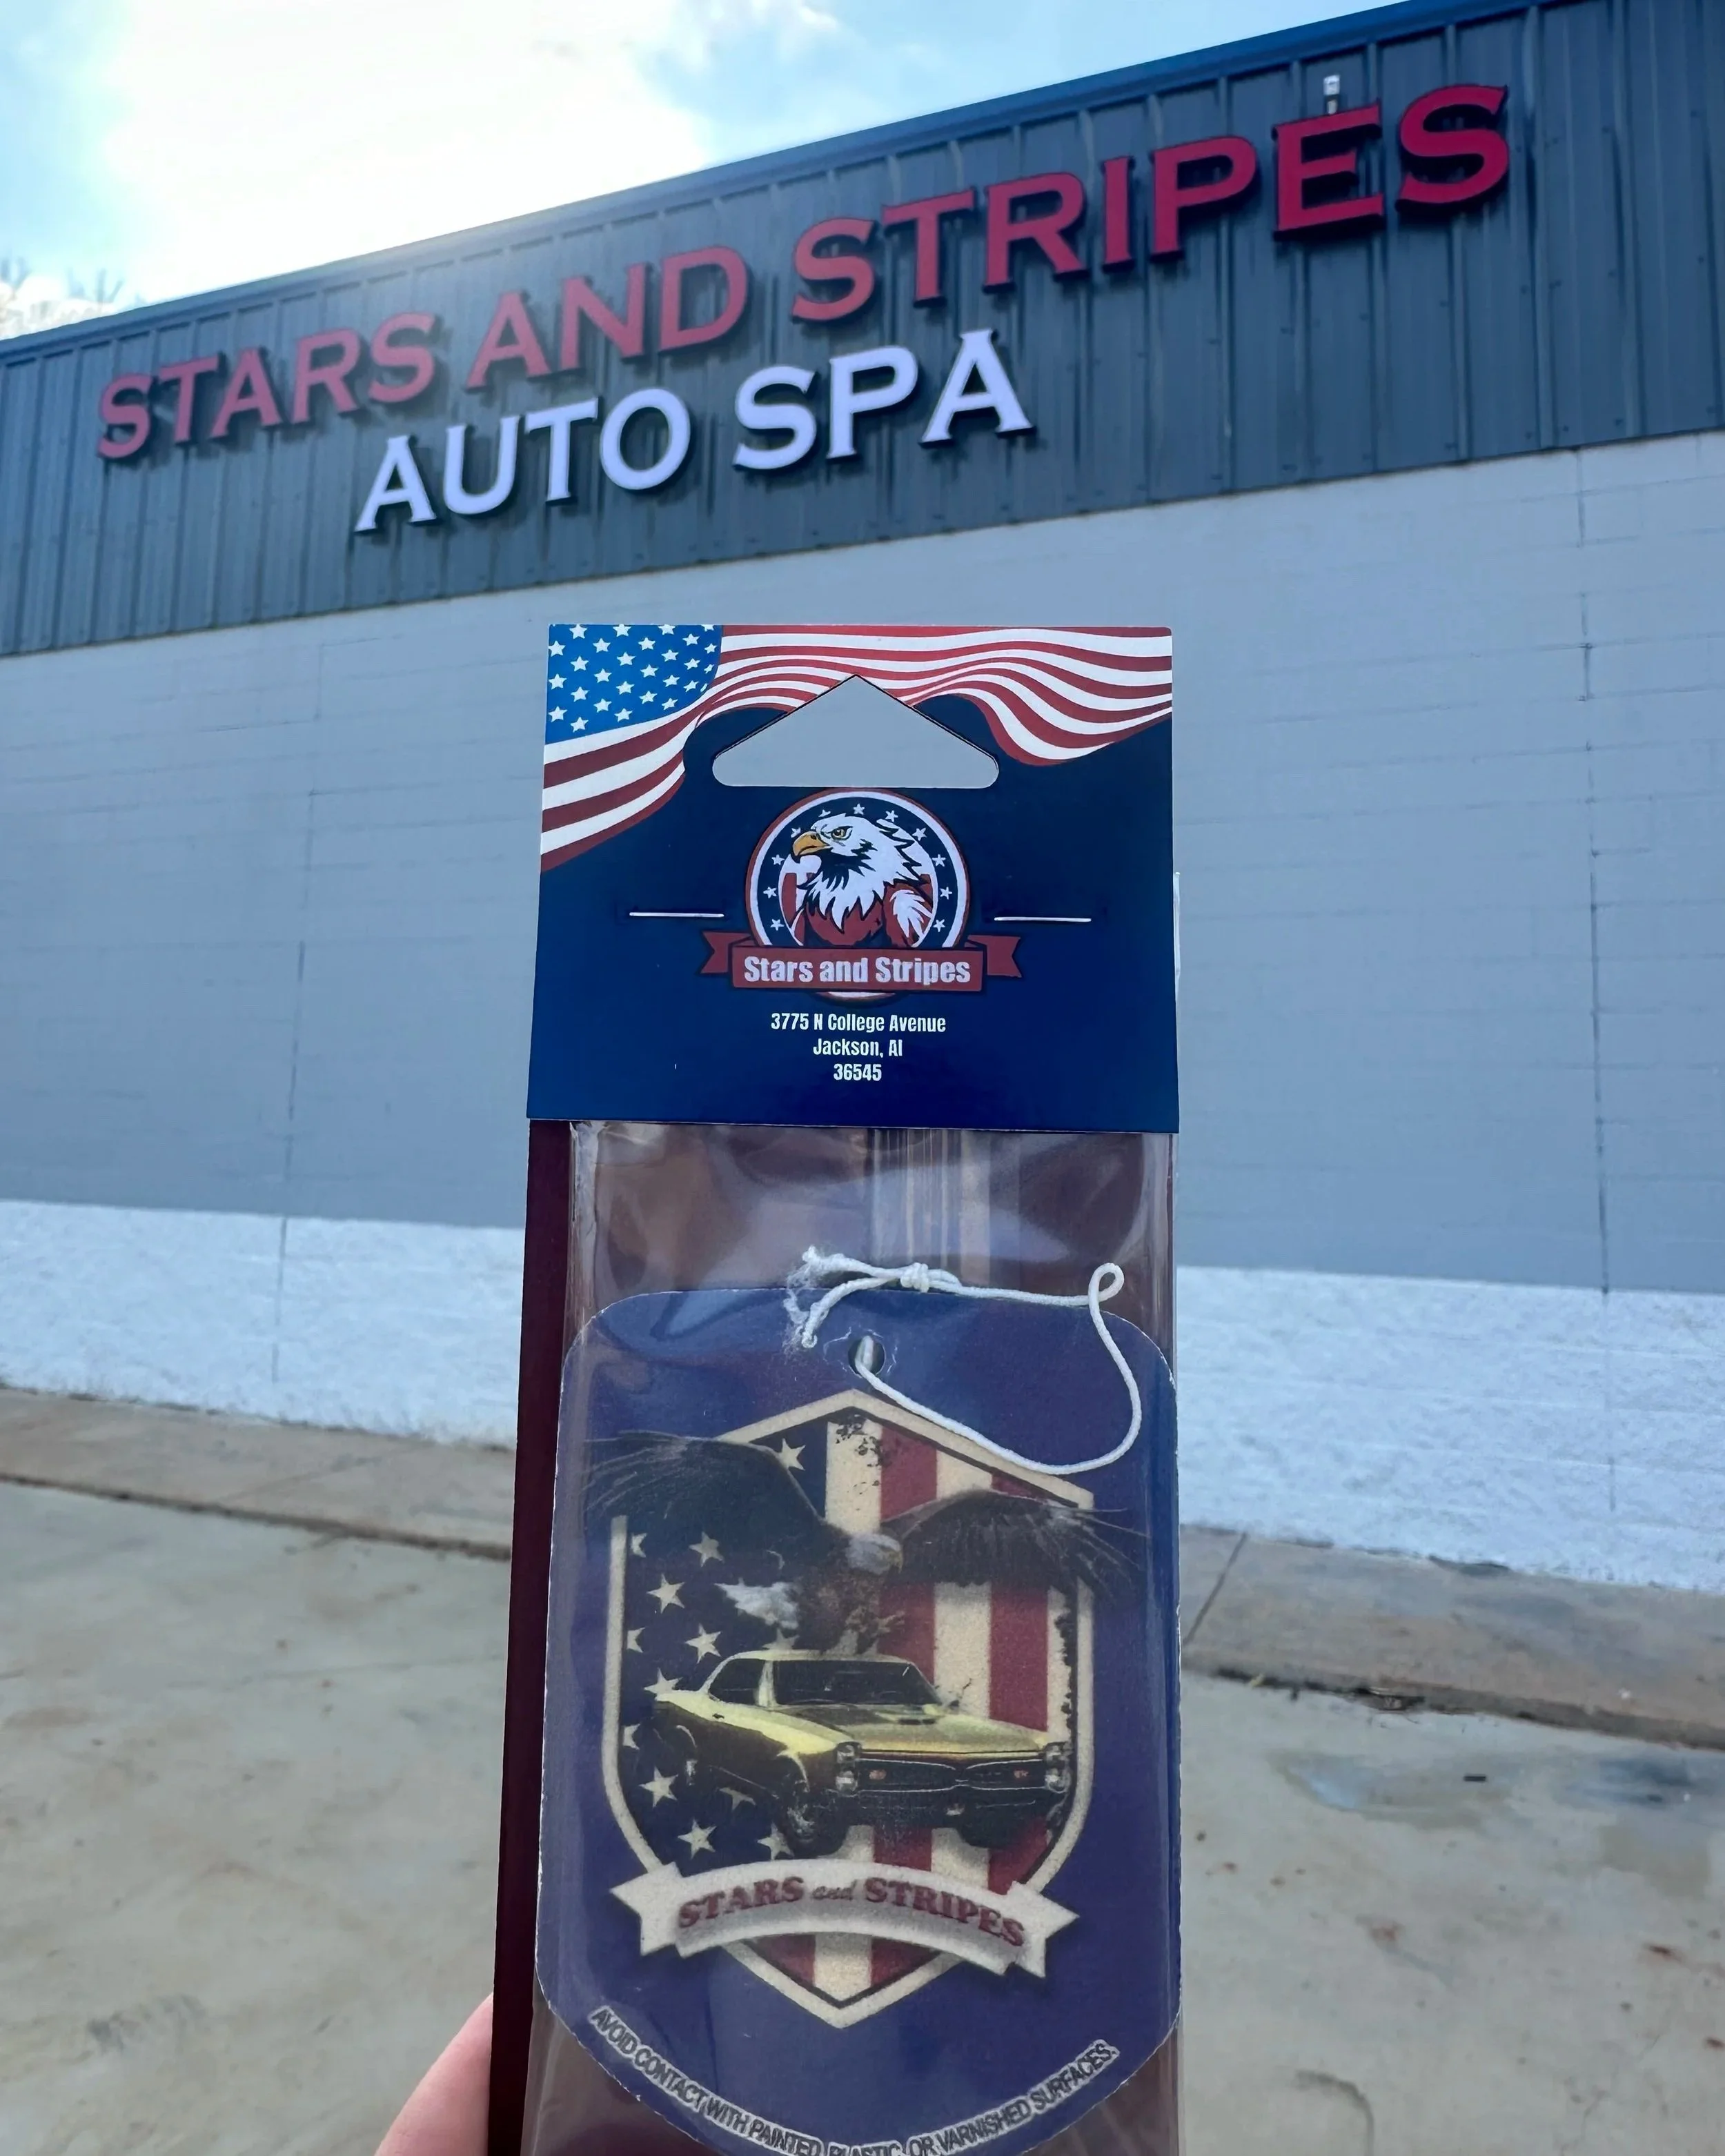 STARS AND STRIPES
AUTO SPA
Stars and Stripes
3775 N College Avenue
Jackson, Al
36545
STARS and STRIPES
AVOID CONTACT WITH PAINTED, PLASTIC, OR VARNISHED SURFACES.